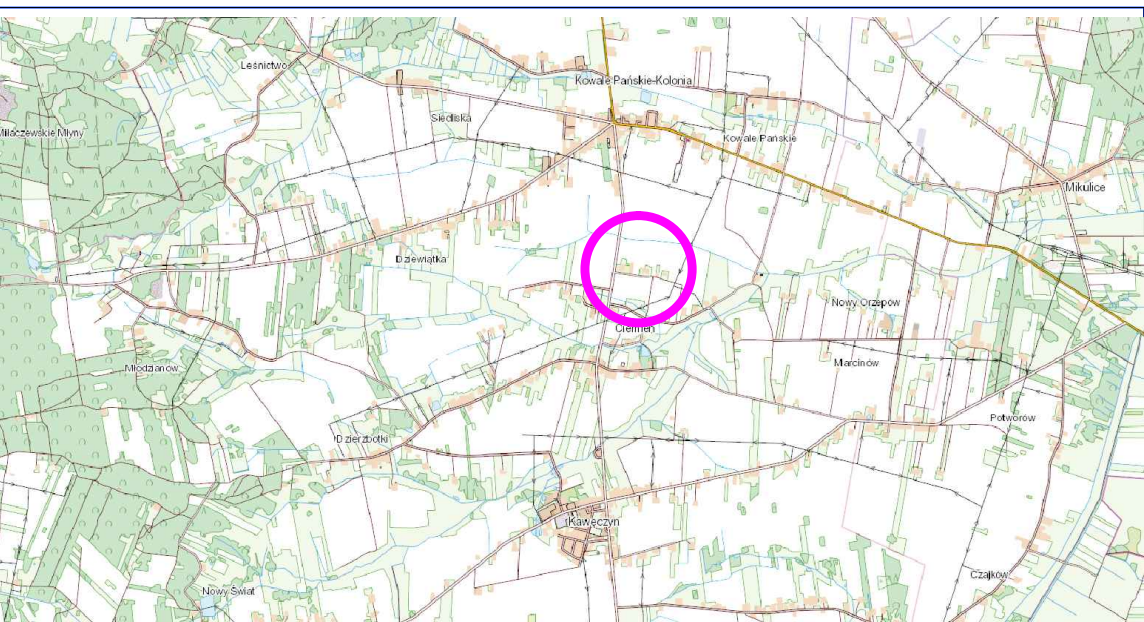 Leśnictwo
Kowale Pańskie-Kolonia
Siedliska
Miłaczewskie Młyny
Kowale Pańskie
Mikulice
Dziewiątka
Nowy Orzepów
Ciemień
Marcinów
Młodzianów
Potworów
Dzierzbotki
Kawęczyn
Czajków
Nowy Świat